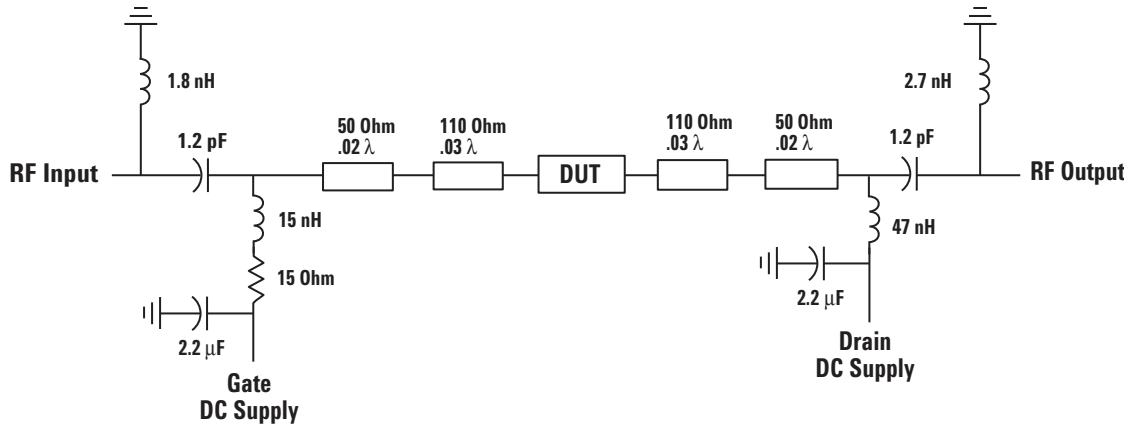 1.8 nH
2.7 nH
50 Ohm
.02 λ
110 Ohm
.03 λ
110 Ohm
.03 λ
50 Ohm
.02 λ
1.2 pF
1.2 pF
RF Input
DUT
RF Output
15 nH
47 nH
15 Ohm
2.2 μF
2.2 μF
Gate
DC Supply
Drain
DC Supply